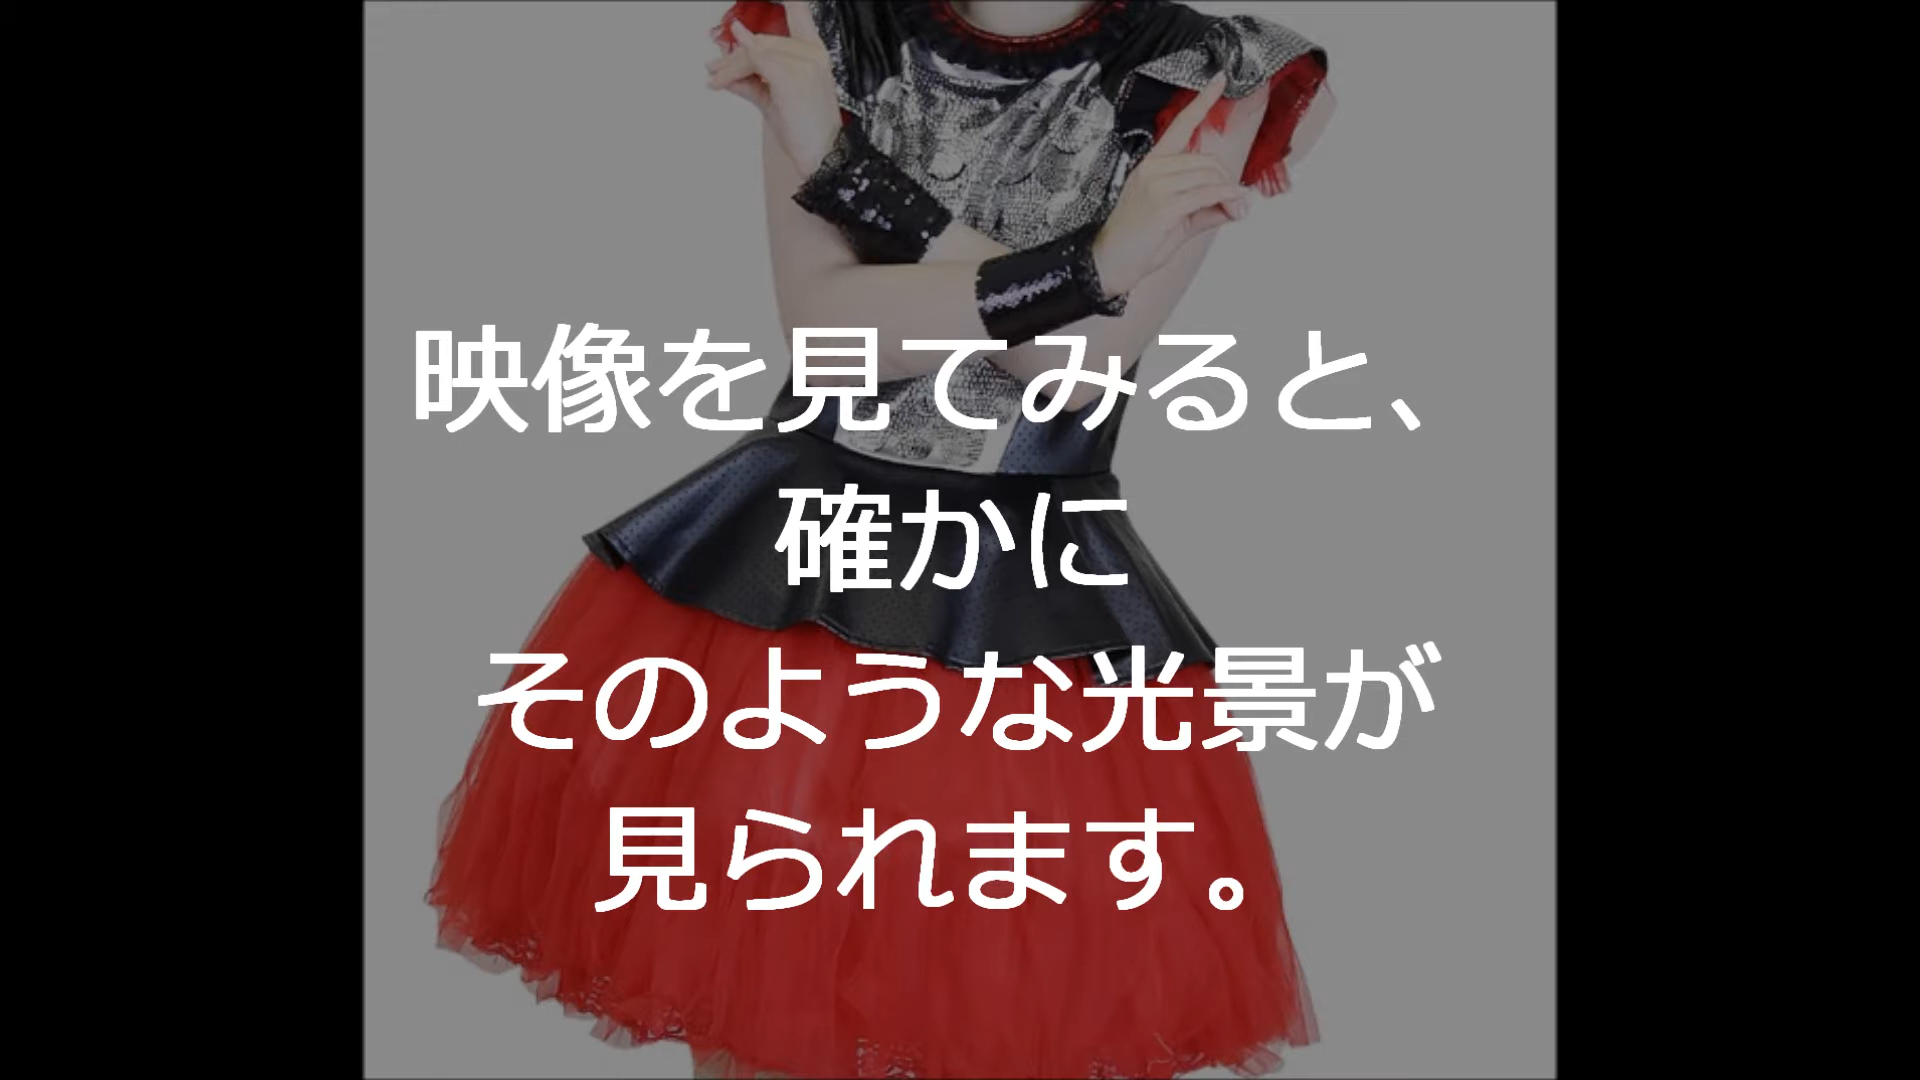 映像を見てみると、
確かに
そのような光景が
見られます。